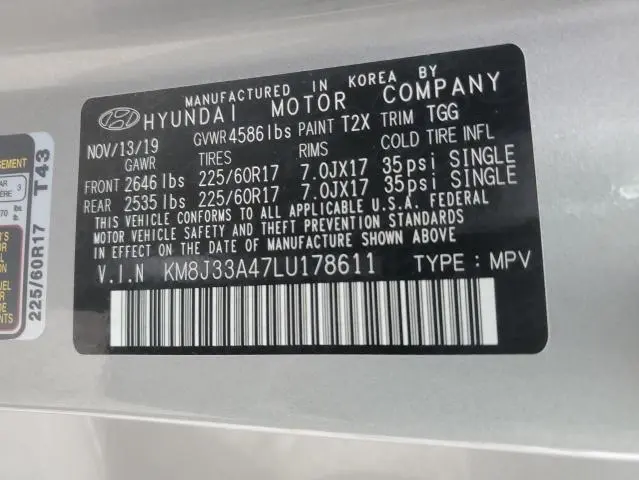 MANUFACTURED IN KOREA BY
HYUNDAI MOTOR COMPANY
NOV/13/19 GVWR 4586 lbs PAINT T2X TRIM TGG
GAWR TIRES RIMS COLD TIRE INFL
FRONT 2646 lbs 225/60R17 7.0JX17 35psi SINGLE
REAR 2535 lbs 225/60R17 7.0JX17 35psi SINGLE
THIS VEHICLE CONFORMS TO ALL APPLICABLE U.S.A. FEDERAL
MOTOR VEHICLE SAFETY AND THEFT PREVENTION STANDARDS
IN EFFECT ON THE DATE OF MANUFACTURE SHOWN ABOVE.
V.I.N KM8J33A47LU178611 TYPE : MPV
225/60R17 T43